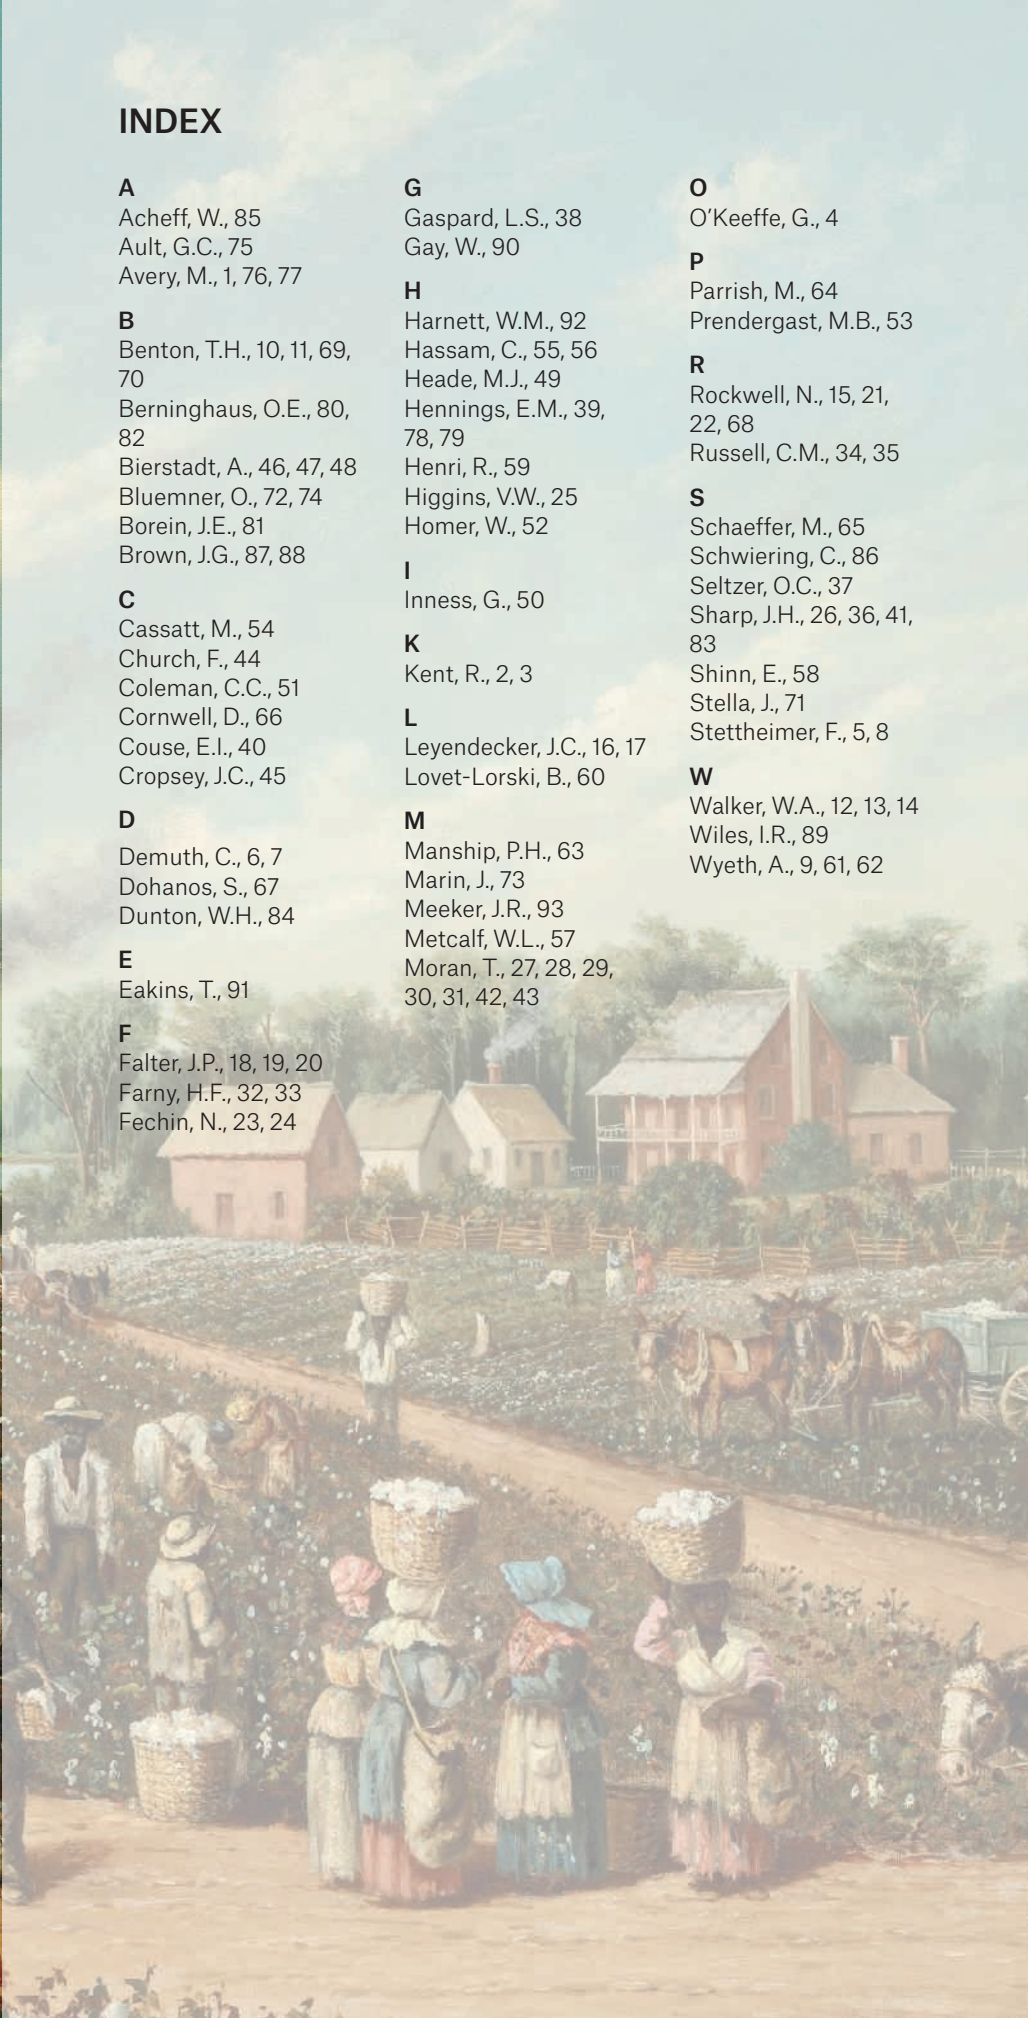 INDEX
A
Acheff, W., 85
Ault, G.C., 75
Avery, M., 1, 76, 77
B
Benton, T.H., 10, 11, 69,
70
Berninghaus, O.E., 80,
82
Bierstadt, A., 46, 47, 48
Bluemner, O., 72, 74
Borein, J.E., 81
Brown, J.G., 87, 88
C
Cassatt, M., 54
Church, F., 44
Coleman, C.C., 51
Cornwell, D., 66
Couse, E.I., 40
Cropsey, J.C., 45
D
Demuth, C., 6, 7
Dohanos, S., 67
Dunton, W.H., 84
E
Eakins, T., 91
F
Falter, J.P., 18, 19, 20
Farny, H.F., 32, 33
Fechin, N., 23, 24
G
Gaspard, L.S., 38
Gay, W., 90
H
Harnett, W.M., 92
Hassam, C., 55, 56
Heade, M.J., 49
Hennings, E.M., 39,
78, 79
Henri, R., 59
Higgins, V.W., 25
Homer, W., 52
I
Inness, G., 50
K
Kent, R., 2, 3
L
Leyendecker, J.C., 16, 17
Lovet-Lorski, B., 60
M
Manship, P.H., 63
Marin, J., 73
Meeker, J.R., 93
Metcalf, W.L., 57
Moran, T., 27, 28, 29,
30, 31, 42, 43
O
O’Keeffe, G., 4
P
Parrish, M., 64
Prendergast, M.B., 53
R
Rockwell, N., 15, 21,
22, 68
Russell, C.M., 34, 35
S
Schaeffer, M., 65
Schwiering, C., 86
Seltzer, O.C., 37
Sharp, J.H., 26, 36, 41,
83
Shinn, E., 58
Stella, J., 71
Stettheimer, F., 5, 8
W
Walker, W.A., 12, 13, 14
Wiles, I.R., 89
Wyeth, A., 9, 61, 62